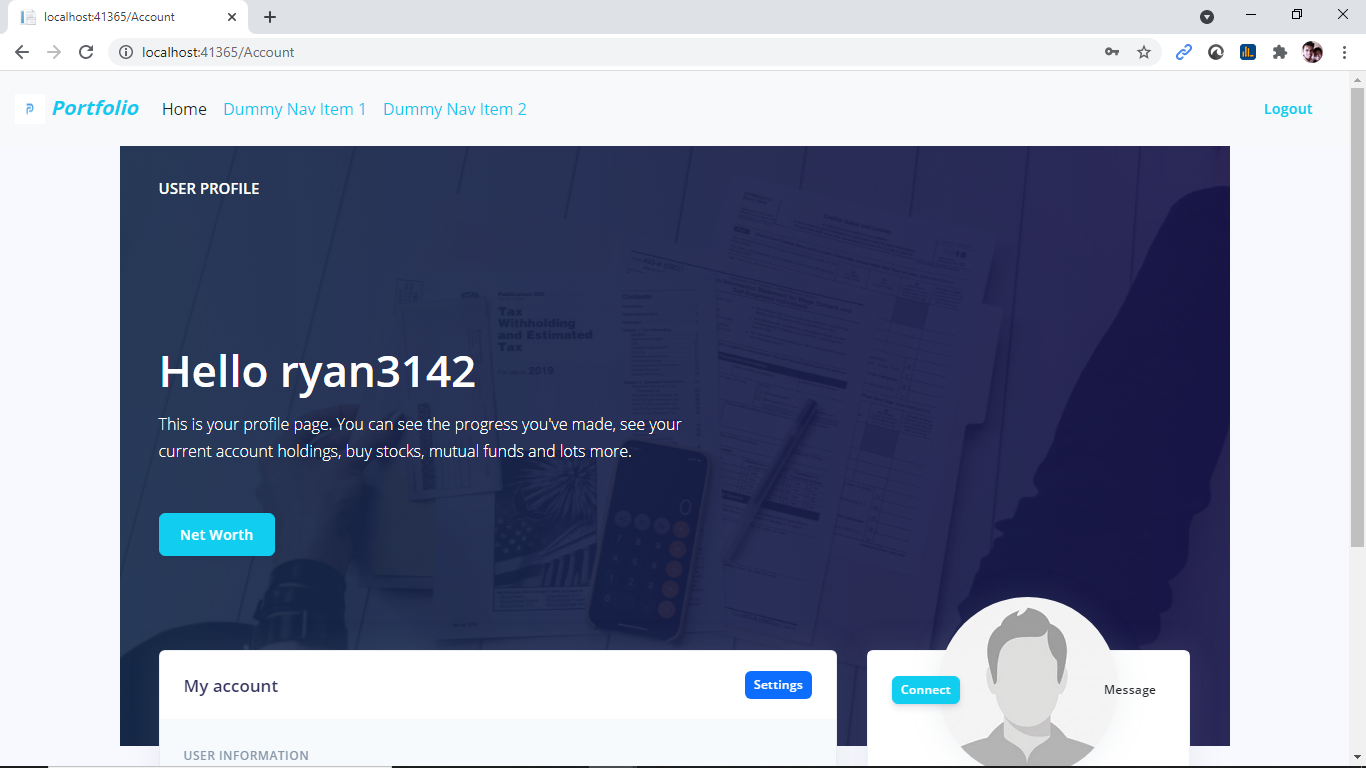 localhost:41365/Account
localhost:41365/Account
Portfolio
Home
Dummy Nav Item 1
Dummy Nav Item 2
Logout
USER PROFILE
Tax
Withholding
and Estimated
Tax
Hello ryan3142
This is your profile page. You can see the progress you've made, see your
current account holdings, buy stocks, mutual funds and lots more.
Net Worth
My account
Settings
Connect
Message
USER INFORMATION